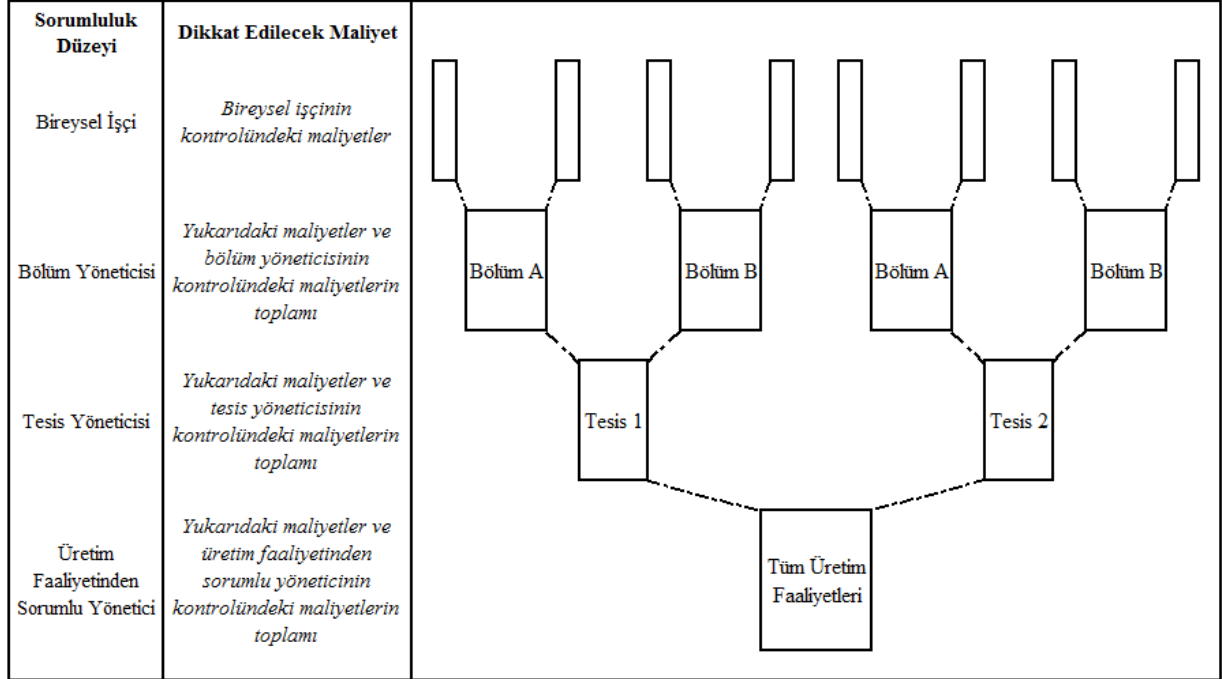 Sorumluluk
Düzeyi
Dikkat Edilecek Maliyet
Bireysel İşçi
Bireysel işçinin
kontrolündeki maliyetler
Bölüm Yöneticisi
Yukarıdaki maliyetler ve
bölüm yöneticisinin
kontrolündeki maliyetlerin
toplamı
Bölüm A
Bölüm B
Bölüm A
Bölüm B
Tesis Yöneticisi
Yukarıdaki maliyetler ve
tesis yöneticisinin
kontrolündeki maliyetlerin
toplamı
Tesis 1
Tesis 2
Üretim
Faaliyetinden
Sorumlu Yönetici
Yukarıdaki maliyetler ve
üretim faaliyetinden
sorumlu yöneticinin
kontrolündeki maliyetlerin
toplamı
Tüm Üretim
Faaliyetleri